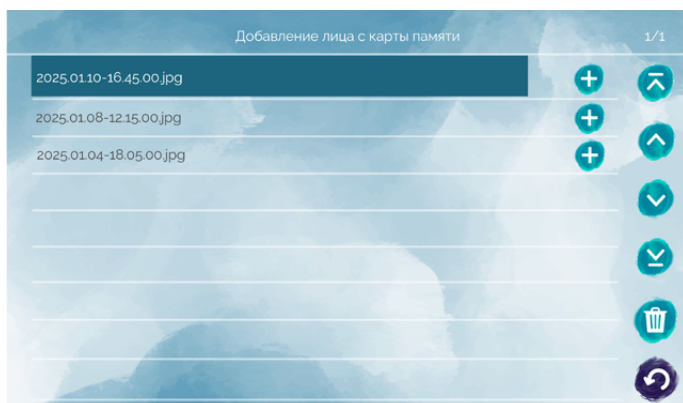 Добавление лица с карты памяти 1/1
2025.01.10-16.45.00.jpg
2025.01.08-12.15.00.jpg
2025.01.04-18.05.00.jpg